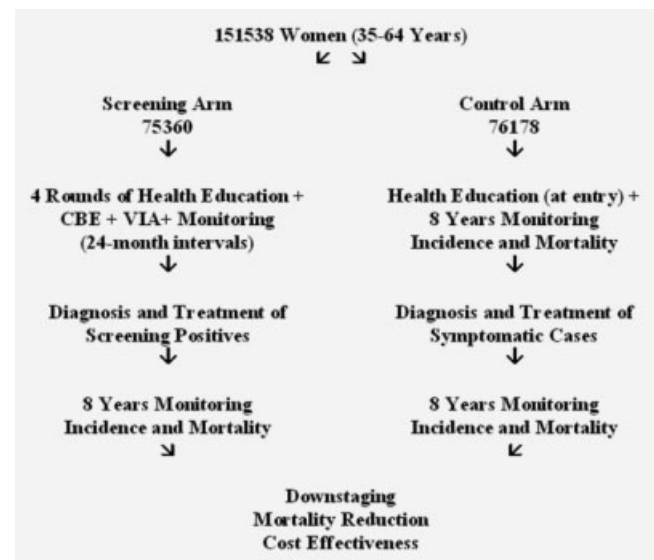 151538 Women (35-64 Years)
Screening Arm
75360
4 Rounds of Health Education +
CBE + VIA+ Monitoring
(24-month intervals)
Diagnosis and Treatment of
Screening Positives
8 Years Monitoring
Incidence and Mortality
Control Arm
76178
Health Education (at entry) +
8 Years Monitoring
Incidence and Mortality
Diagnosis and Treatment of
Symptomatic Cases
8 Years Monitoring
Incidence and Mortality
Downstaging
Mortality Reduction
Cost Effectiveness